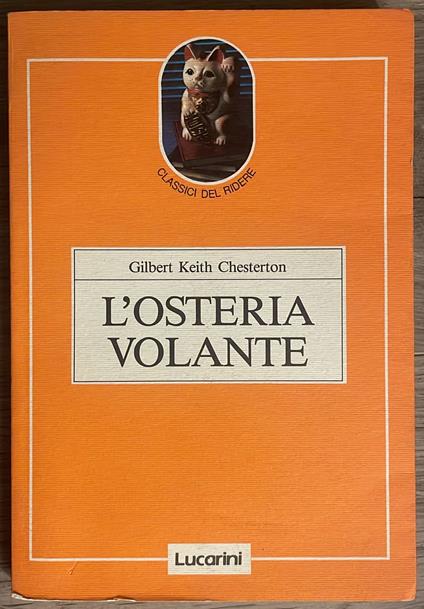 CLASSICI DEL RIDERE
Gilbert Keith Chesterton
L'OSTERIA
VOLANTE
Lucarini